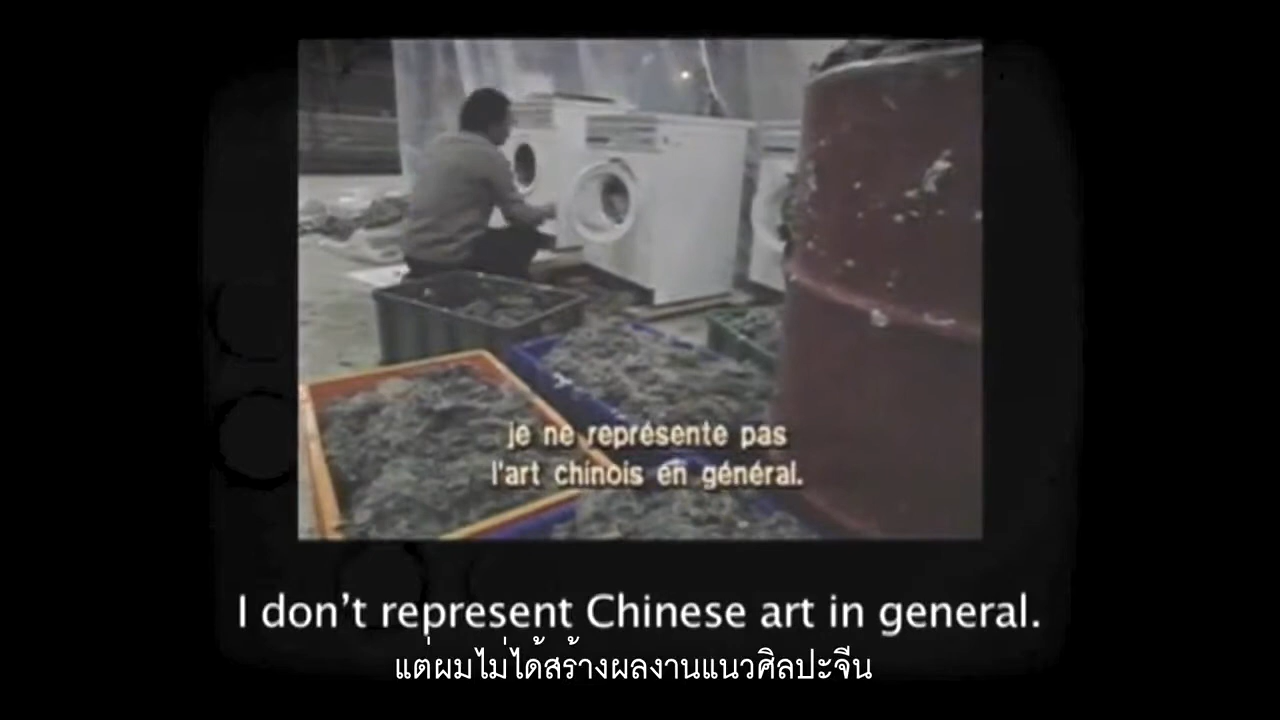 je ne représente pas
l'art chinois en général.
I don't represent Chinese art in general.
แต่ผมไม่ได้สร้างผลงานแนวศิลปะจีน